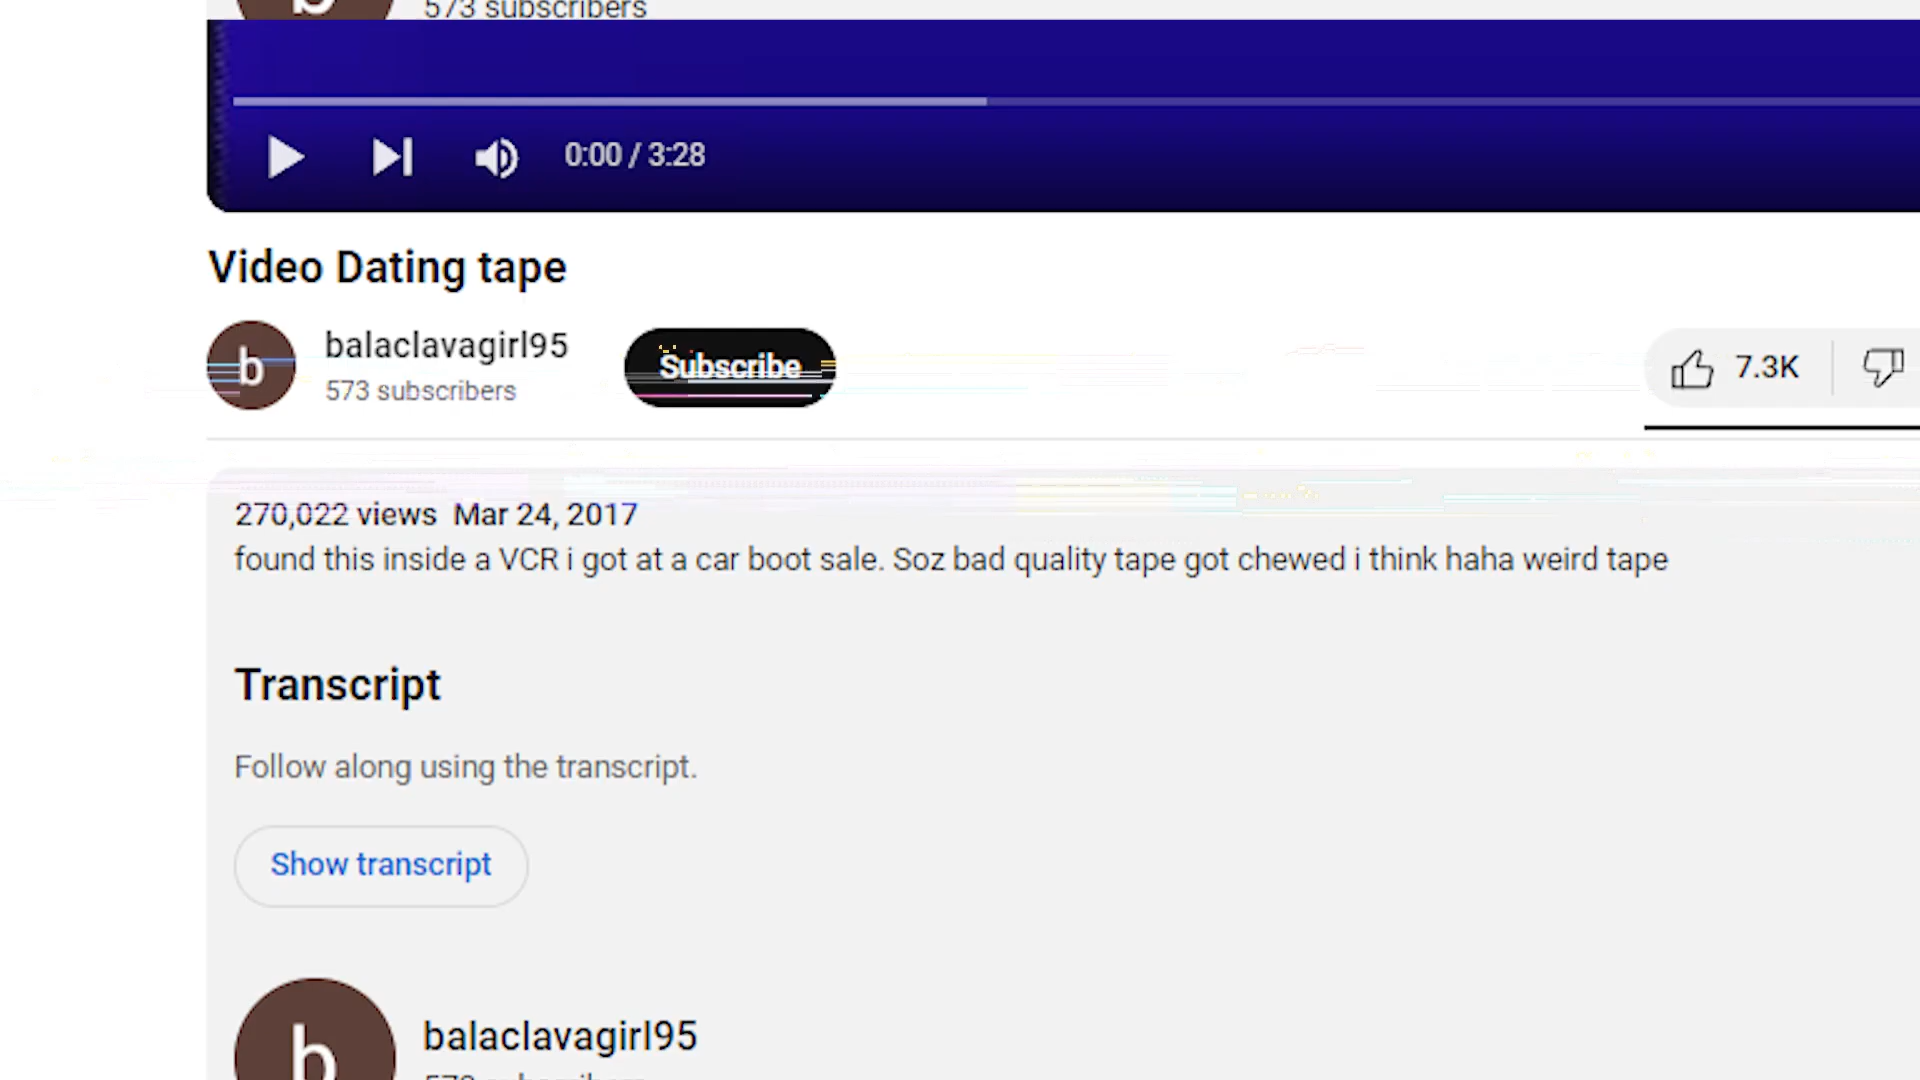 573 subscribers
0:00 / 3:28
Video Dating tape
b
balaclavagirl95
573 subscribers
Subscribe
7.3K
270,022 views Mar 24, 2017
found this inside a VCR i got at a car boot sale. Soz bad quality tape got chewed i think haha weird tape
Transcript
Follow along using the transcript.
Show transcript
b
balaclavagirl95
573 subscribers